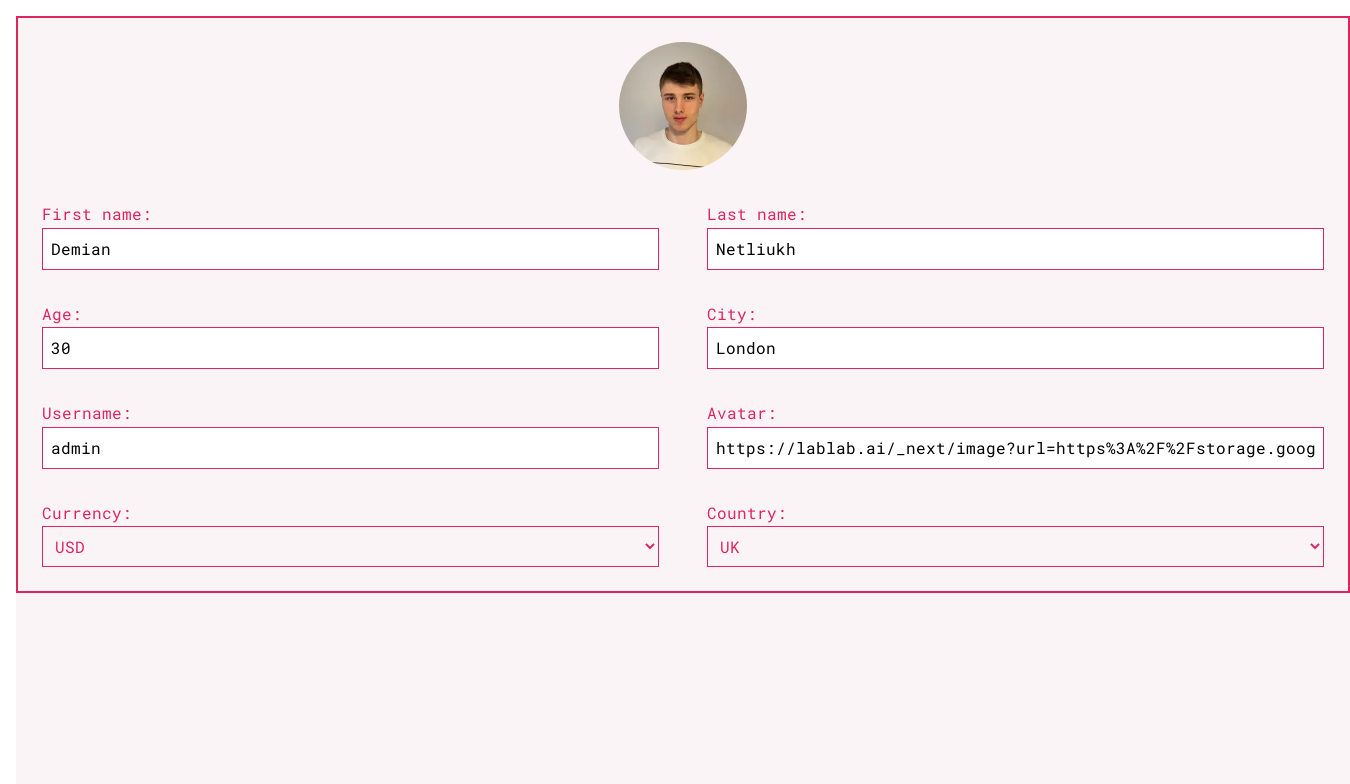 First name:
Demian
Last name:
Netliukh
Age:
30
City:
London
Username:
admin
Avatar:
https://lablab.ai/_next/image?url=https%3A%2F%2Fstorage.goog
Currency:
USD
Country:
UK